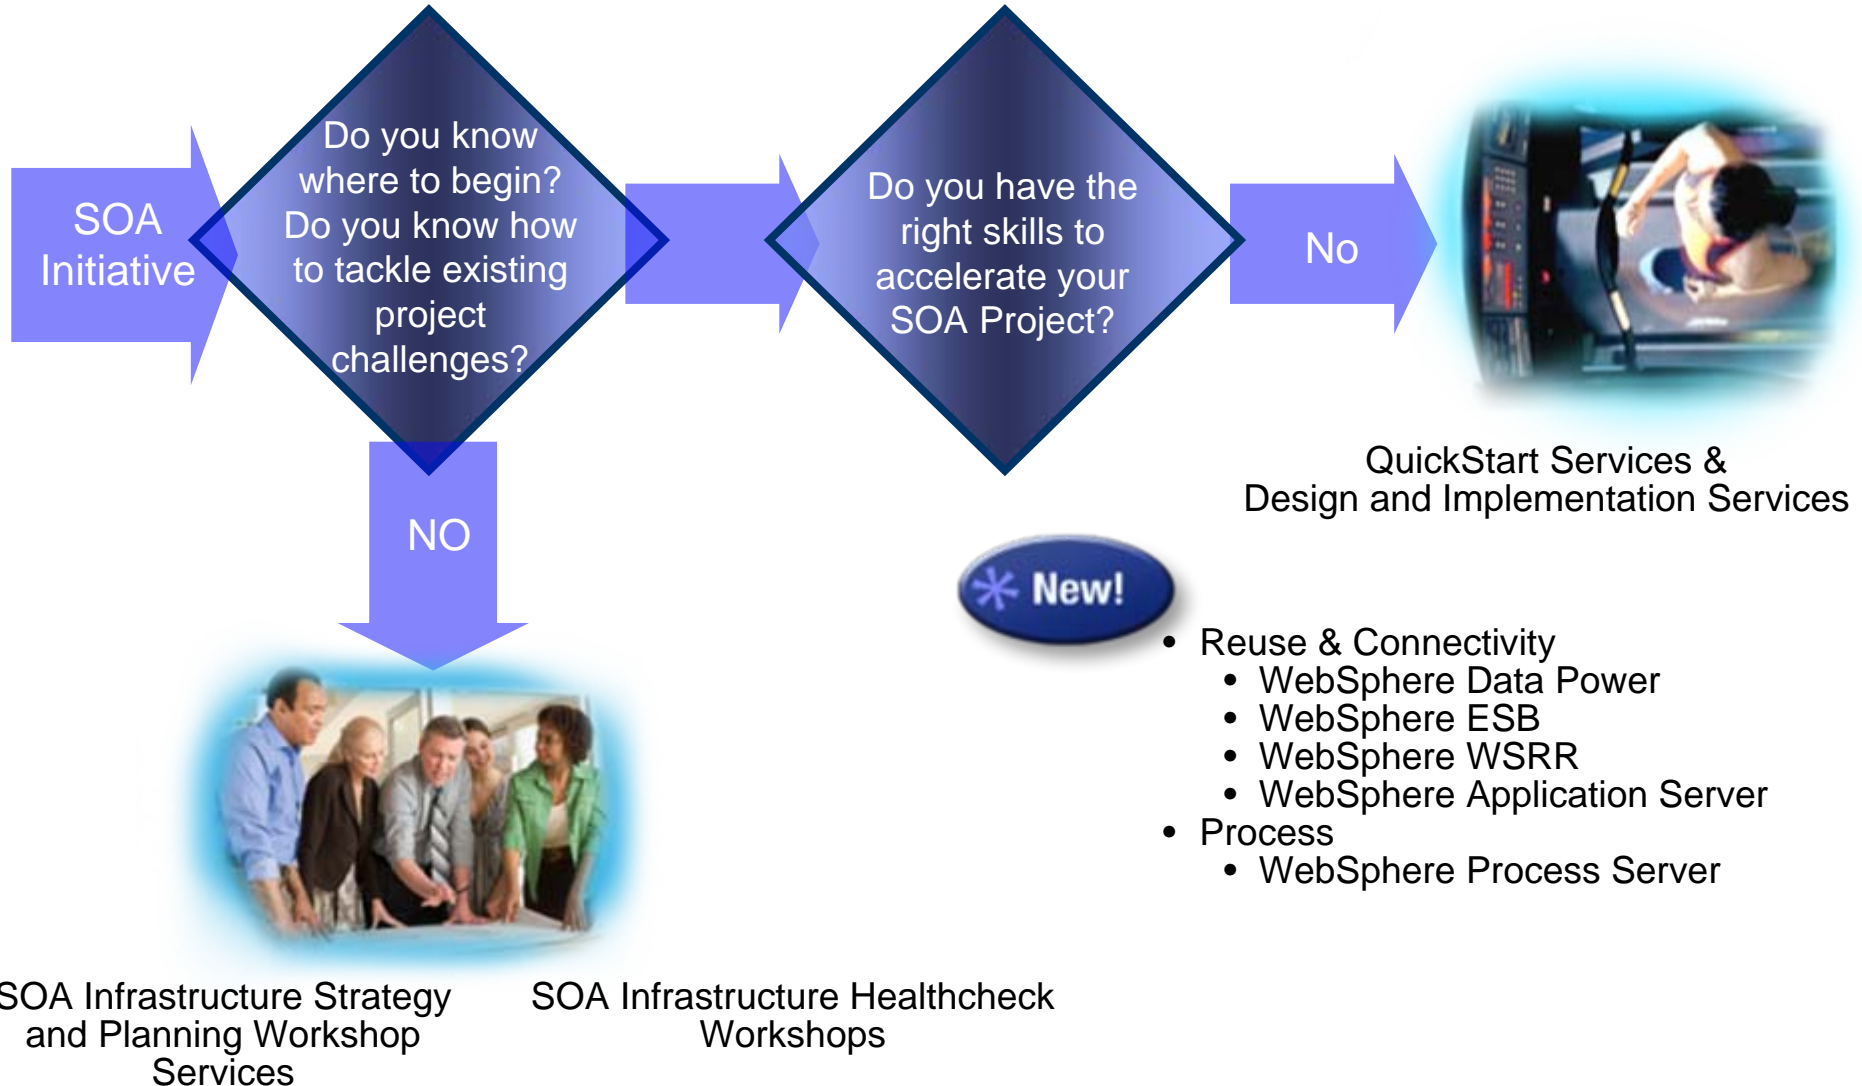 SOA
Initiative
Do you know
where to begin?
Do you know how
to tackle existing
project
challenges?
Do you have the
right skills to
accelerate your
SOA Project?
No
NO
QuickStart Services &
Design and Implementation Services
New!
• Reuse & Connectivity
• WebSphere Data Power
• WebSphere ESB
• WebSphere WSRR
• WebSphere Application Server
• Process
• WebSphere Process Server
SOA Infrastructure Strategy
and Planning Workshop
Services
SOA Infrastructure Healthcheck
Workshops